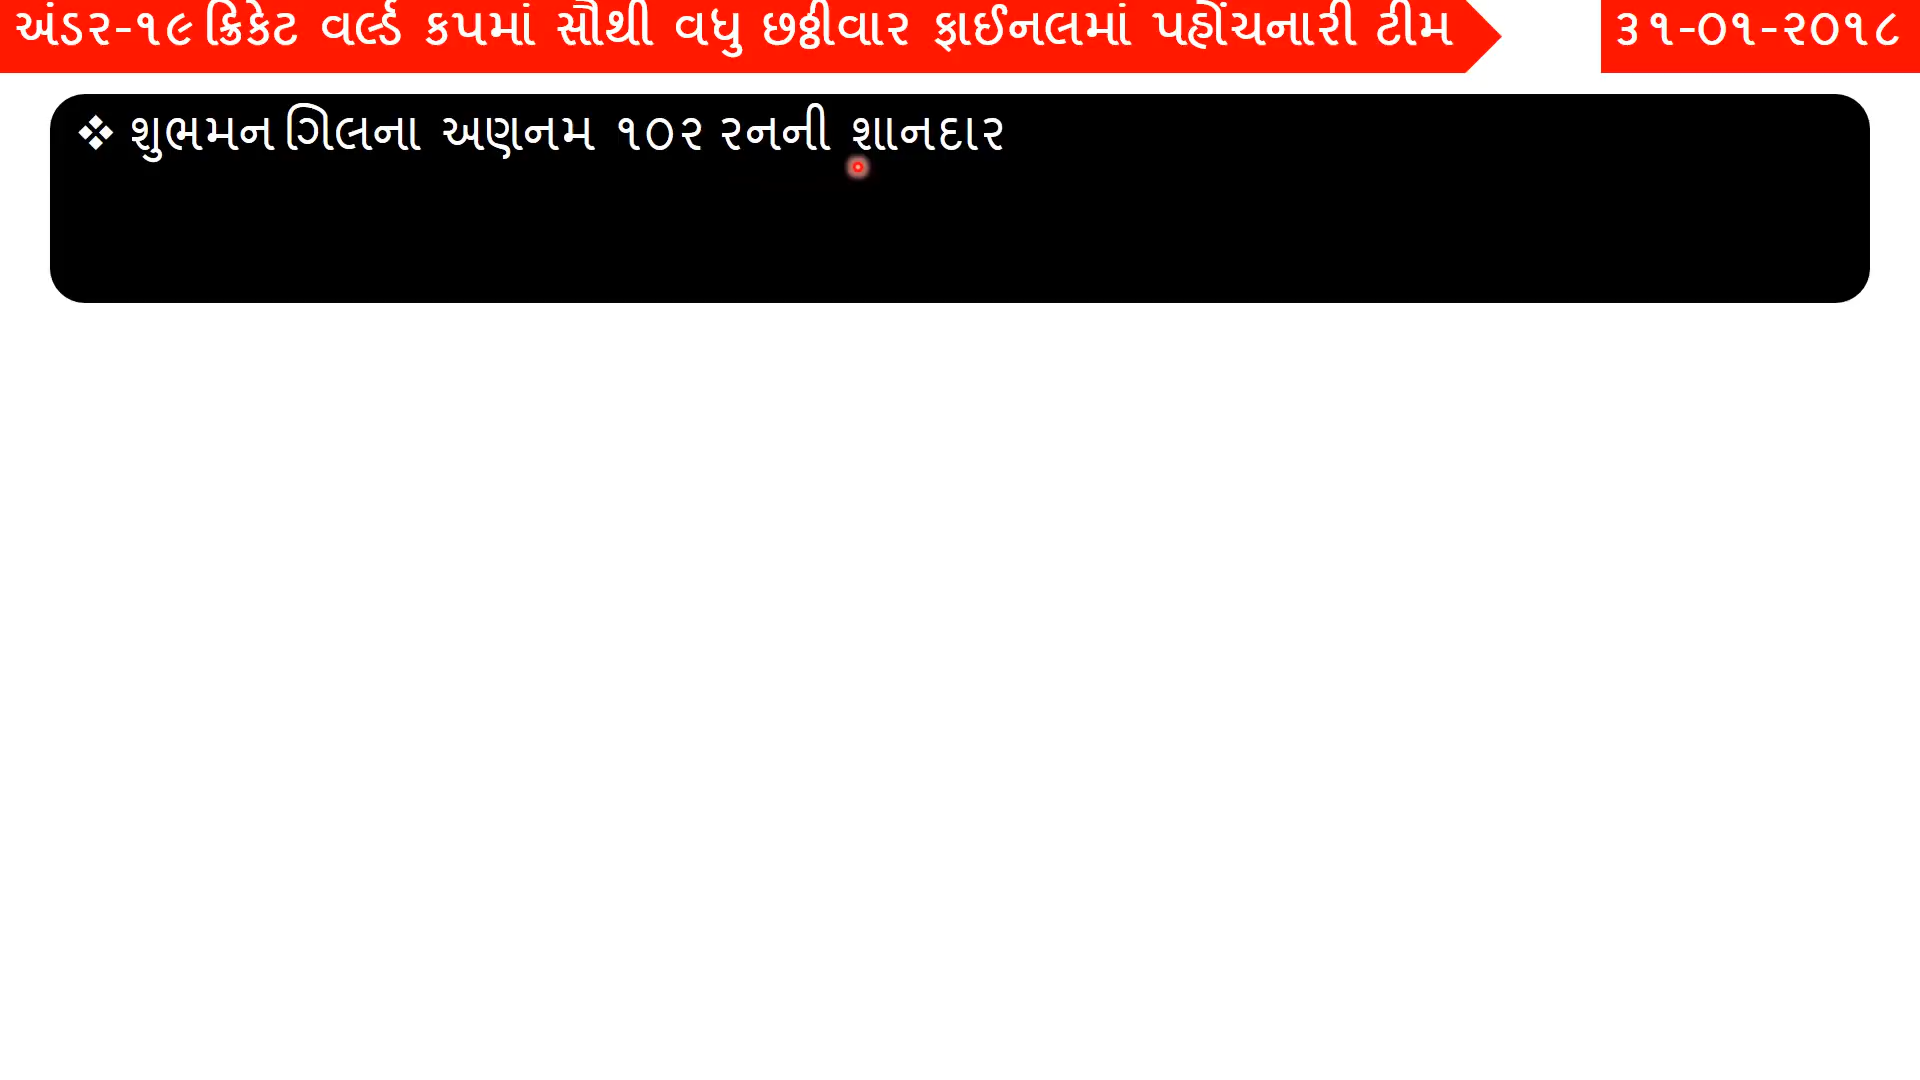 અંડર-૧૯ ક્રિકેટ વર્લ્ડ કપમાં સૌથી વધુ છઠ્ઠીવાર ફાઈનલમાં પહોંચનારી ટીમ
૩૧-૦૧-૨૦૧૮
❖ શુભમન ગિલના અણનમ ૧૦૨ રનની શાનદાર